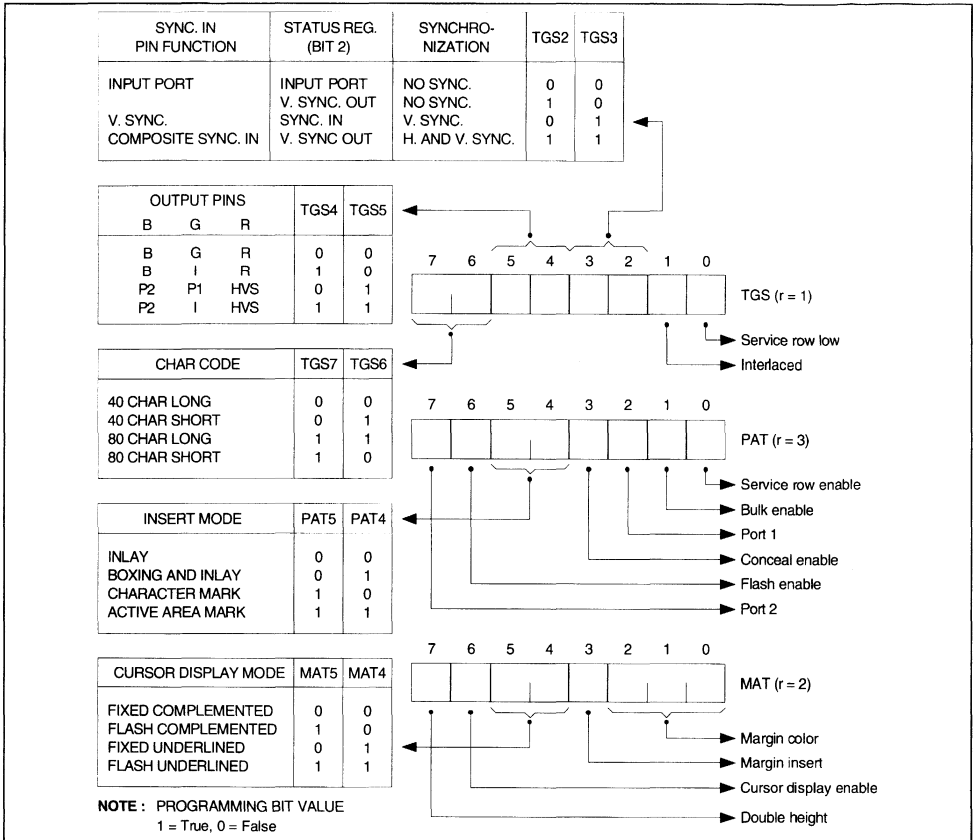 SYNC. IN PIN FUNCTION STATUS REG. (BIT 2) SYNCHRO-NIZATION TGS2 TGS3
INPUT PORT INPUT PORT NO SYNC. 0 0
V. SYNC. OUT NO SYNC. 1 0
V. SYNC. SYNC. IN V. SYNC. 0 1
COMPOSITE SYNC. IN V. SYNC OUT H. AND V. SYNC. 1 1
OUTPUT PINS TGS4 TGS5
B G R
B G R 0 0
B I R 1 0
P2 P1 HVS 0 1
P2 I HVS 1 1
7 6 5 4 3 2 1 0
TGS (r = 1)
Service row low
Interlaced
CHAR CODE TGS7 TGS6
40 CHAR LONG 0 0
40 CHAR SHORT 0 1
80 CHAR LONG 1 1
80 CHAR SHORT 1 0
7 6 5 4 3 2 1 0
PAT (r = 3)
Service row enable
Bulk enable
Port 1
Conceal enable
Flash enable
Port 2
INSERT MODE PAT5 PAT4
INLAY 0 0
BOXING AND INLAY 0 1
CHARACTER MARK 1 0
ACTIVE AREA MARK 1 1
7 6 5 4 3 2 1 0
MAT (r = 2)
Margin color
Margin insert
Cursor display enable
Double height
CURSOR DISPLAY MODE MAT5 MAT4
FIXED COMPLEMENTED 0 0
FLASH COMPLEMENTED 1 0
FIXED UNDERLINED 0 1
FLASH UNDERLINED 1 1
NOTE : PROGRAMMING BIT VALUE
1 = True, 0 = False